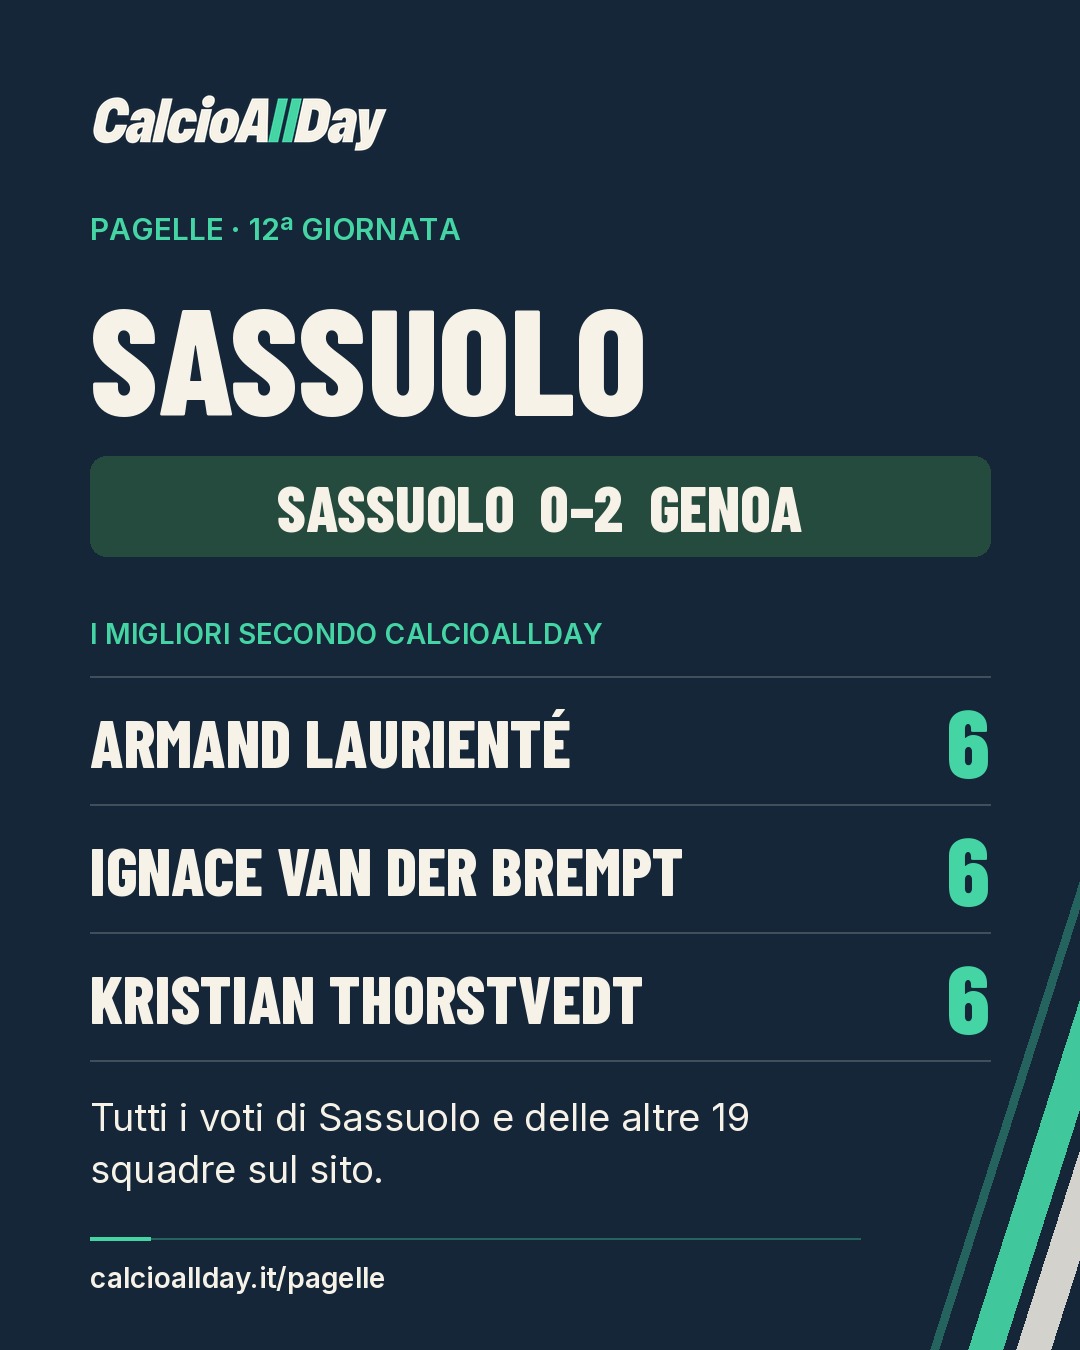 CalcioAllDay
PAGELLE · 12ª GIORNATA
SASSUOLO
SASSUOLO 0–2 GENOA
I MIGLIORI SECONDO CALCIOALLDAY
ARMAND LAURIENTÉ 6
IGNACE VAN DER BREMPT 6
KRISTIAN THORSTVEDT 6
Tutti i voti di Sassuolo e delle altre 19
squadre sul sito.
calcioallday.it/pagelle